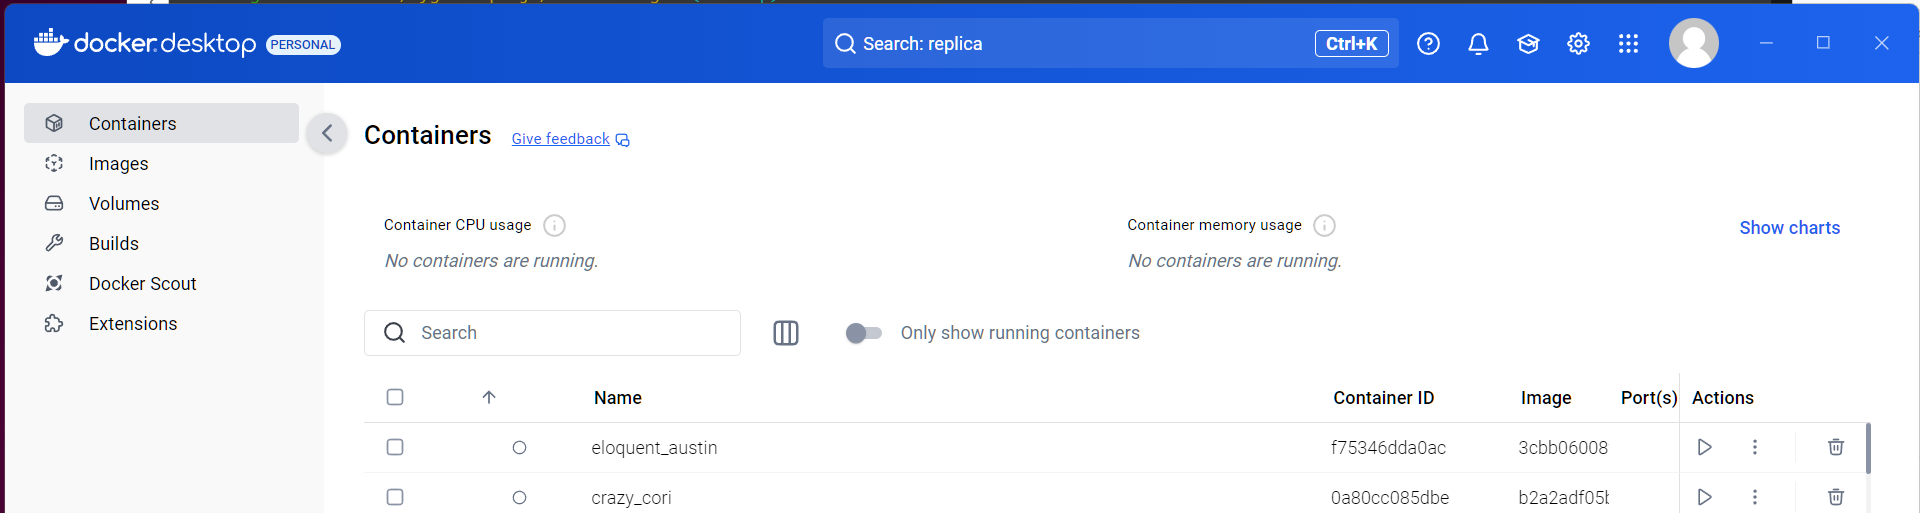 docker.desktop PERSONAL
Search: replica Ctrl+K
Containers
Images
Volumes
Builds
Docker Scout
Extensions
Containers Give feedback
Container CPU usage
No containers are running.
Container memory usage
No containers are running.
Show charts
Search
Only show running containers
Name Container ID Image Port(s) Actions
eloquent_austin f75346dda0ac 3cbb06008
crazy_cori 0a80cc085dbe b2a2adf05b